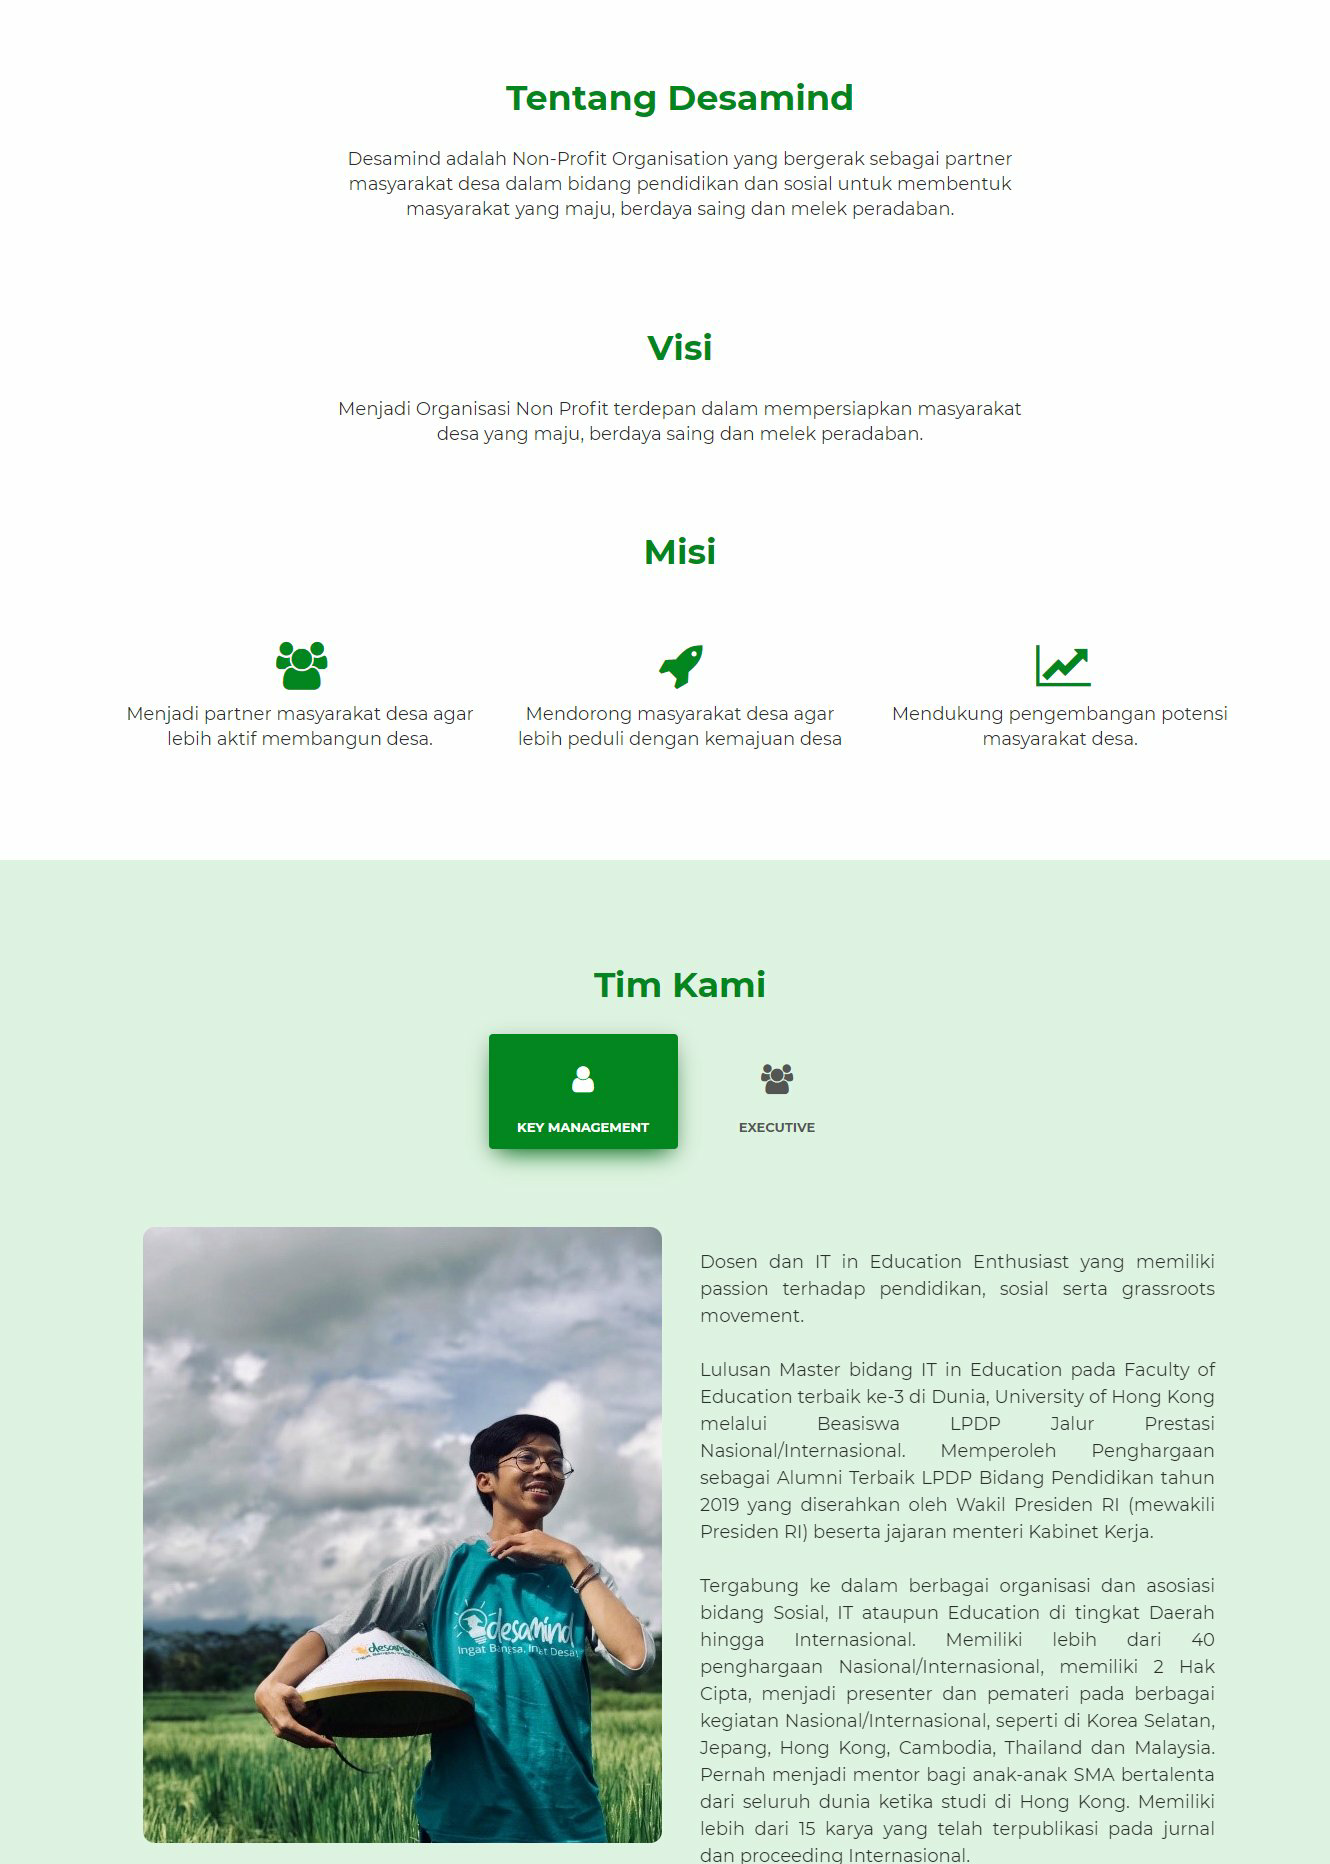 Tentang Desamind
Desamind adalah Non-Profit Organisation yang bergerak sebagai partner
masyarakat desa dalam bidang pendidikan dan sosial untuk membentuk
masyarakat yang maju, berdaya saing dan melek peradaban.
Visi
Menjadi Organisasi Non Profit terdepan dalam mempersiapkan masyarakat
desa yang maju, berdaya saing dan melek peradaban.
Misi
Menjadi partner masyarakat desa agar
lebih aktif membangun desa.
Mendorong masyarakat desa agar
lebih peduli dengan kemajuan desa
Mendukung pengembangan potensi
masyarakat desa.
Tim Kami
KEY MANAGEMENT
EXECUTIVE
desamind
Ingat Bangsa, Ingat Desa!
desamind
Dosen dan IT in Education Enthusiast yang memiliki
passion terhadap pendidikan, sosial serta grassroots
movement.
Lulusan Master bidang IT in Education pada Faculty of
Education terbaik ke-3 di Dunia, University of Hong Kong
melalui Beasiswa LPDP Jalur Prestasi
Nasional/Internasional. Memperoleh Penghargaan
sebagai Alumni Terbaik LPDP Bidang Pendidikan tahun
2019 yang diserahkan oleh Wakil Presiden RI (mewakili
Presiden RI) beserta jajaran menteri Kabinet Kerja.
Tergabung ke dalam berbagai organisasi dan asosiasi
bidang Sosial, IT ataupun Education di tingkat Daerah
hingga Internasional. Memiliki lebih dari 40
penghargaan Nasional/Internasional, memiliki 2 Hak
Cipta, menjadi presenter dan pemateri pada berbagai
kegiatan Nasional/Internasional, seperti di Korea Selatan,
Jepang, Hong Kong, Cambodia, Thailand dan Malaysia.
Pernah menjadi mentor bagi anak-anak SMA bertalenta
dari seluruh dunia ketika studi di Hong Kong. Memiliki
lebih dari 15 karya yang telah terpublikasi pada jurnal
dan proceeding Internasional.